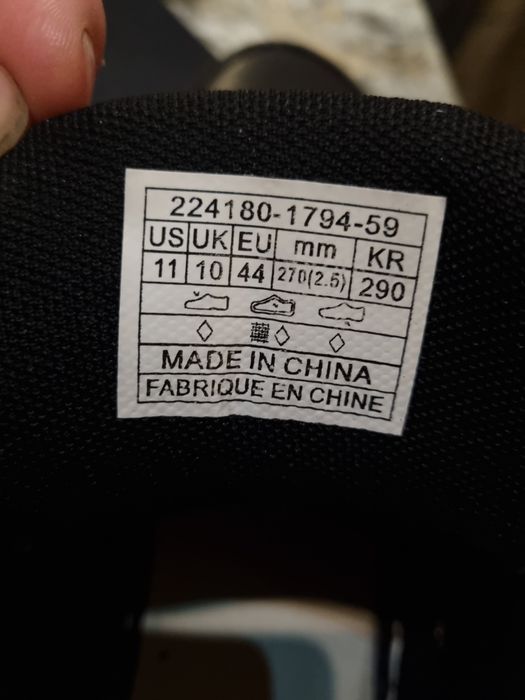 224180-1794-59
US UK EU mm KR
11 10 44 270(2.5) 290
MADE IN CHINA
FABRIQUE EN CHINE